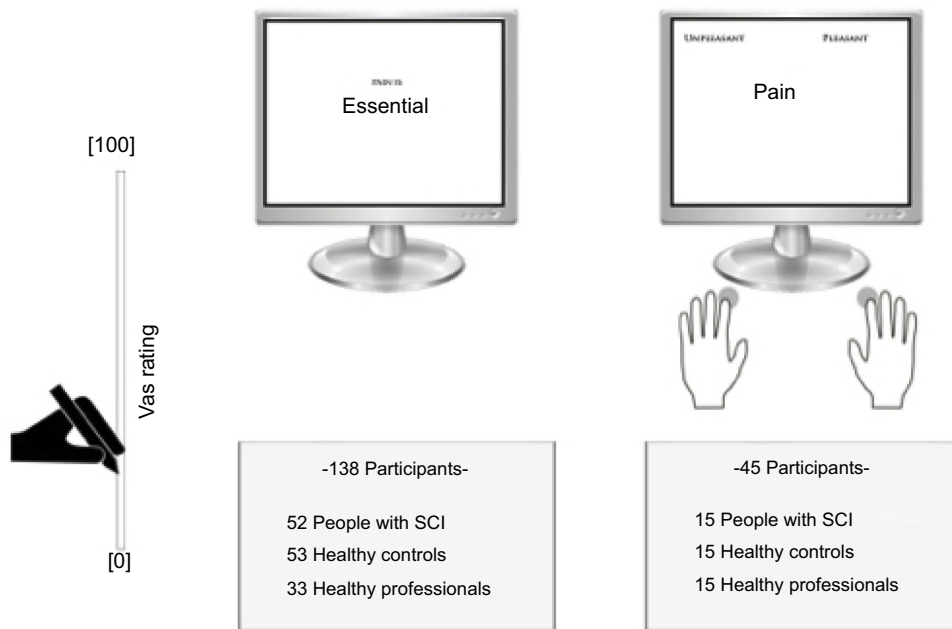 [100]
Vas rating
[0]
Essential
-138 Participants-
52 People with SCI
53 Healthy controls
33 Healthy professionals
UNPLEASANT PLEASANT
Pain
-45 Participants-
15 People with SCI
15 Healthy controls
15 Healthy professionals